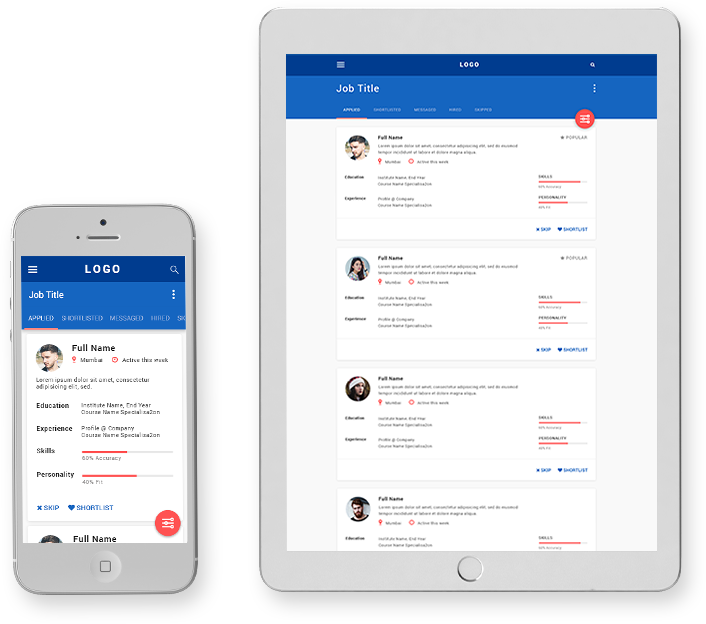 LOGO
Job Title
APPLIED SHORTLISTED MESSAGED HIRED SK
Full Name
Mumbai Active this week
Lorem ipsum dolor sit amet, consectetur
adipisicing elit, sed.
Education Institute Name, End Year
Course Name Specializa2on
Experience Profile @ Company
Course Name Specializa2on
Skills
60% Accuracy
Personality
40% Fit
SKIP SHORTLIST
Full Name
LOGO
Job Title
APPLIED SHORTLISTED MESSAGED HIRED SKIPPED
Full Name POPULAR
Lorem ipsum dolor sit amet, consectetur adipisicing elit, sed do eiusmod
tempor incididunt ut labore et dolore magna aliqua.
Mumbai Active this week
Education Institute Name, End Year
Course Name Specializa2on
Experience Profile @ Company
Course Name Specializa2on
SKILLS
60% Accuracy
PERSONALITY
40% Fit
SKIP SHORTLIST
Full Name POPULAR
Lorem ipsum dolor sit amet, consectetur adipisicing elit, sed do eiusmod
tempor incididunt ut labore et dolore magna aliqua.
Mumbai Active this week
Education Institute Name, End Year
Course Name Specializa2on
Experience Profile @ Company
Course Name Specializa2on
SKILLS
60% Accuracy
PERSONALITY
40% Fit
SKIP SHORTLIST
Full Name
Lorem ipsum dolor sit amet, consectetur adipisicing elit, sed do eiusmod
tempor incididunt ut labore et dolore magna aliqua.
Mumbai Active this week
Education Institute Name, End Year
Course Name Specializa2on
Experience Profile @ Company
Course Name Specializa2on
SKILLS
60% Accuracy
PERSONALITY
40% Fit
SKIP SHORTLIST
Full Name
Lorem ipsum dolor sit amet, consectetur adipisicing elit, sed do eiusmod
tempor incididunt ut labore et dolore magna aliqua.
Mumbai Active this week
Education Institute Name, End Year
Course Name Specializa2on
SKILLS
60% Accuracy